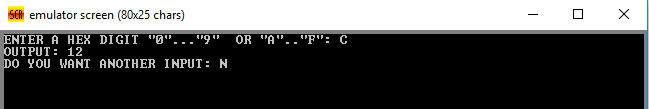 emulator screen (80x25 chars)
ENTER A HEX DIGIT "0"..."9"  OR "A".."F": C
OUTPUT: 12
DO YOU WANT ANOTHER INPUT: N